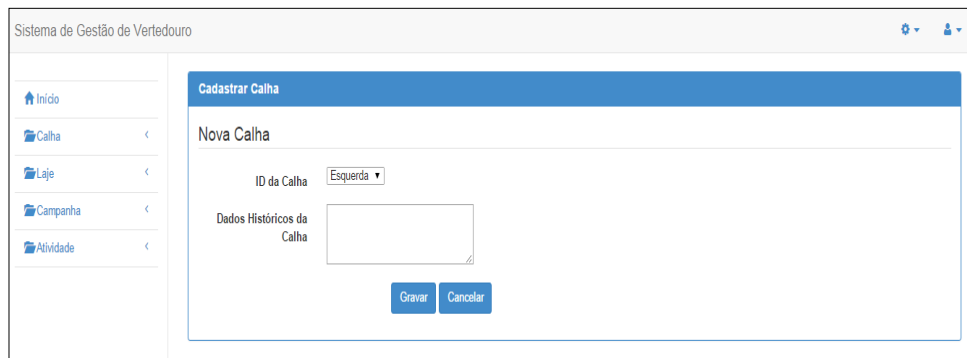 Sistema de Gestão de Vertedouro
Início
Calha
Laje
Campanha
Atividade
Cadastrar Calha
Nova Calha
ID da Calha
Esquerda
Dados Históricos da
Calha
Gravar Cancelar